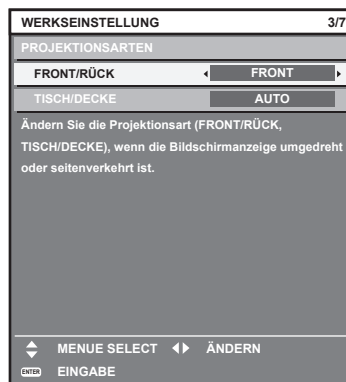 WERKSEINSTELLUNG 3/7
PROJEKTIONSARTEN
FRONT/RÜCK FRONT
TISCH/DECKE AUTO
Ändern Sie die Projektionsart (FRONT/RÜCK,
TISCH/DECKE), wenn die Bildschirmanzeige umgedreht
oder seitenverkehrt ist.
MENUE SELECT ÄNDERN
ENTER EINGABE